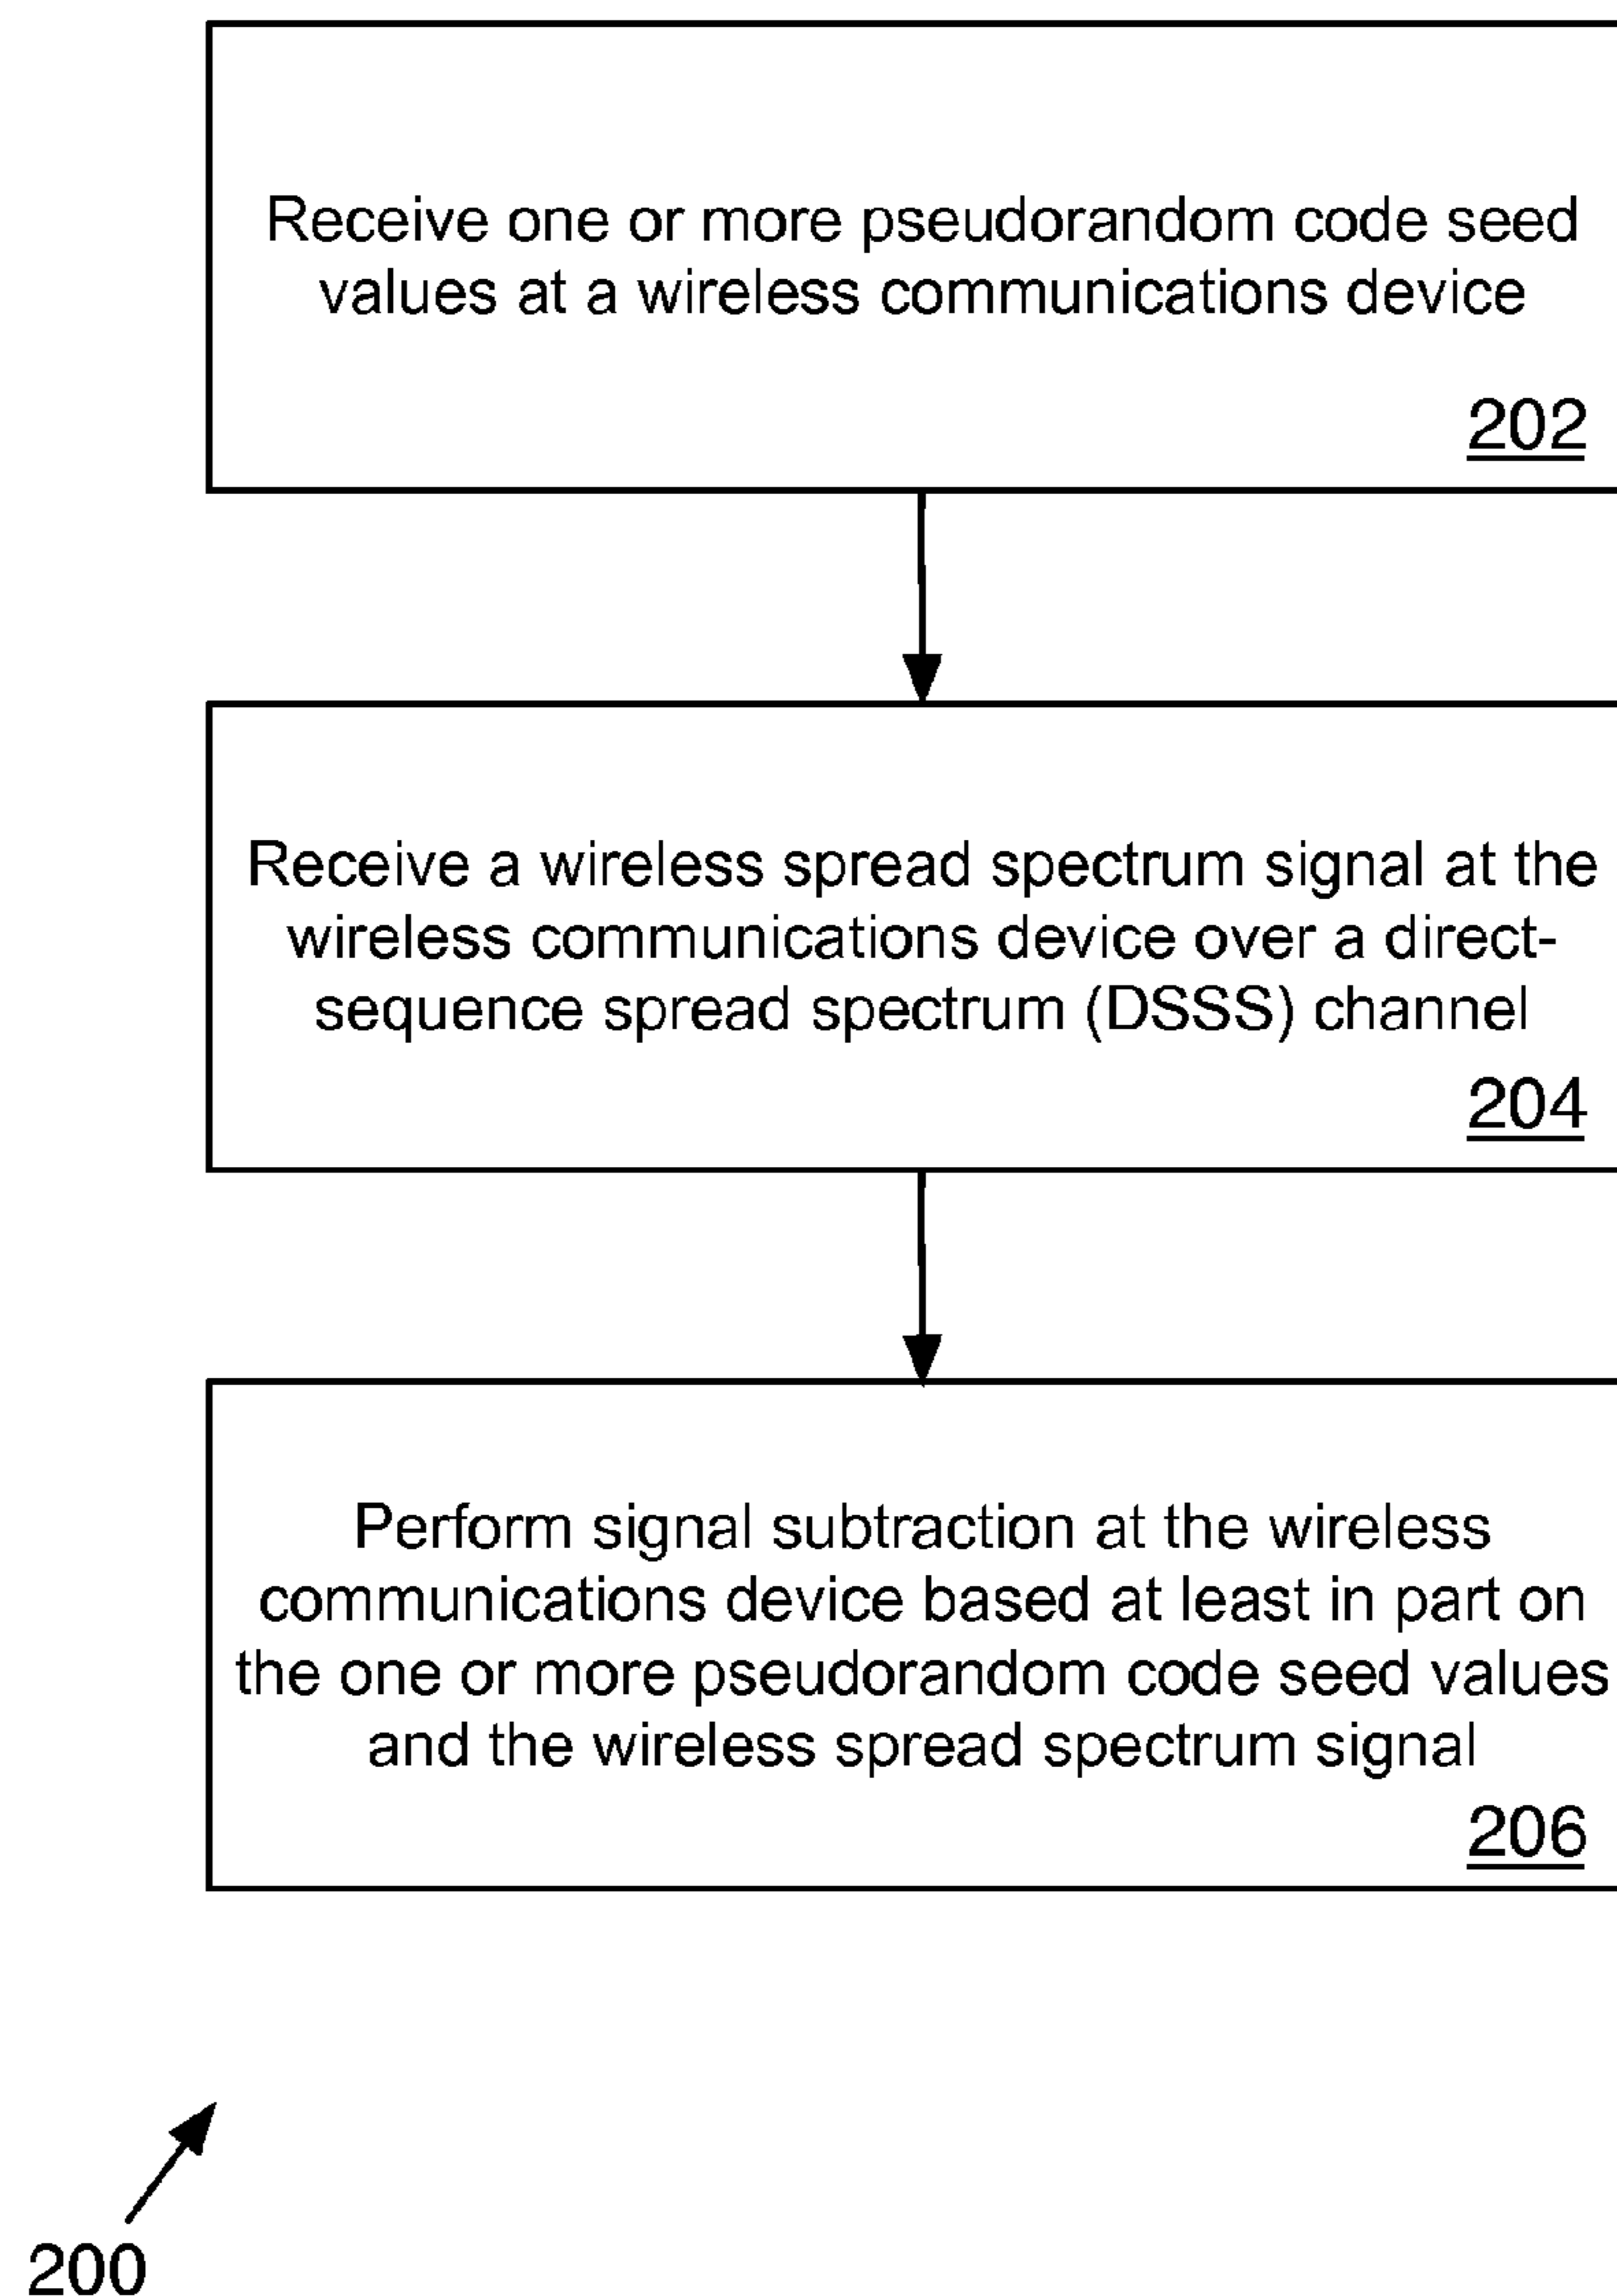 Receive one or more pseudorandom code seed
values at a wireless communications device
202
Receive a wireless spread spectrum signal at the
wireless communications device over a direct-
sequence spread spectrum (DSSS) channel
204
Perform signal subtraction at the wireless
communications device based at least in part on
the one or more pseudorandom code seed values
and the wireless spread spectrum signal
206
200